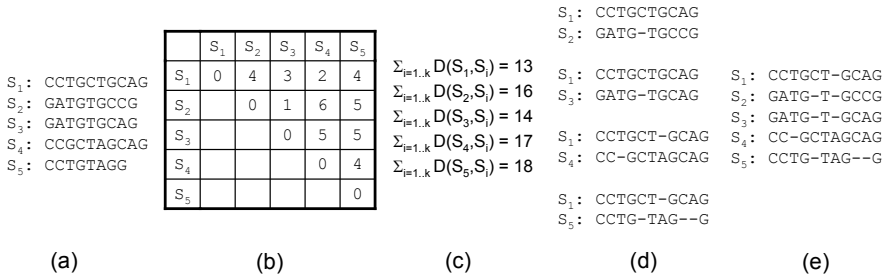 S1: CCTGCTGCAG
S2: GATGTGCCG
S3: GATGTGCAG
S4: CCGCTAGCAG
S5: CCTGTAGG
(a)
S1 S2 S3 S4 S5
S1 0 4 3 2 4
S2 0 1 6 5
S3 0 5 5
S4 0 4
S5 0
(b)
Σi=1..k D(S1,Si) = 13
Σi=1..k D(S2,Si) = 16
Σi=1..k D(S3,Si) = 14
Σi=1..k D(S4,Si) = 17
Σi=1..k D(S5,Si) = 18
(c)
S1: CCTGCTGCAG
S2: GATG-TGCCG
S1: CCTGCTGCAG
S3: GATG-TGCAG
S1: CCTGCT-GCAG
S4: CC-GCTAGCAG
S1: CCTGCT-GCAG
S5: CCTG-TAG--G
(d)
S1: CCTGCT-GCAG
S2: GATG-T-GCCG
S3: GATG-T-GCAG
S4: CC-GCTAGCAG
S5: CCTG-TAG--G
(e)